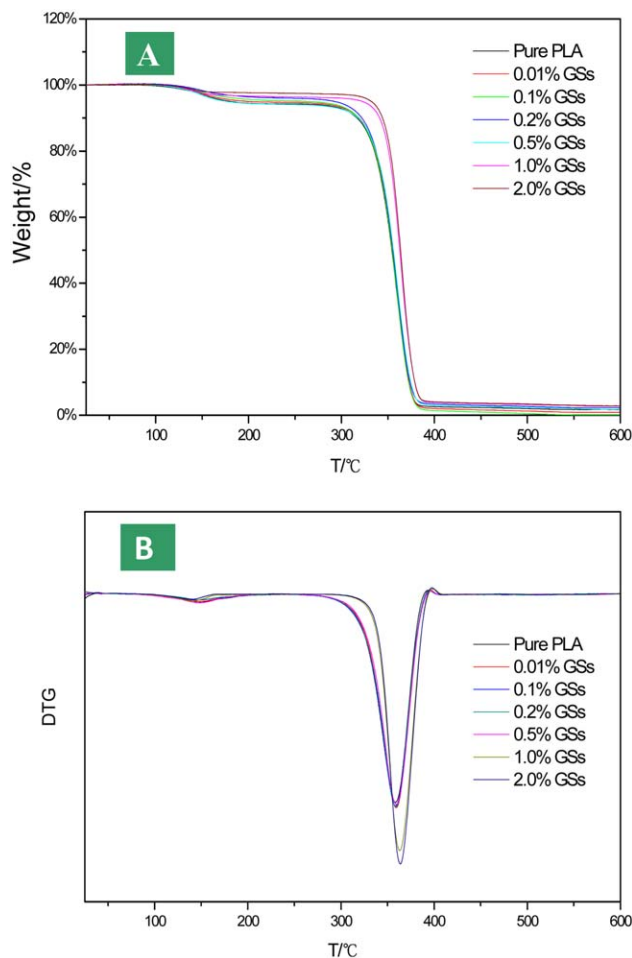 A
120%
100%
80%
60%
40%
20%
0%
Weight/%
100
200
300
400
500
600
T/℃
Pure PLA
0.01% GSs
0.1% GSs
0.2% GSs
0.5% GSs
1.0% GSs
2.0% GSs
B
DTG
100
200
300
400
500
600
T/℃
Pure PLA
0.01% GSs
0.1% GSs
0.2% GSs
0.5% GSs
1.0% GSs
2.0% GSs